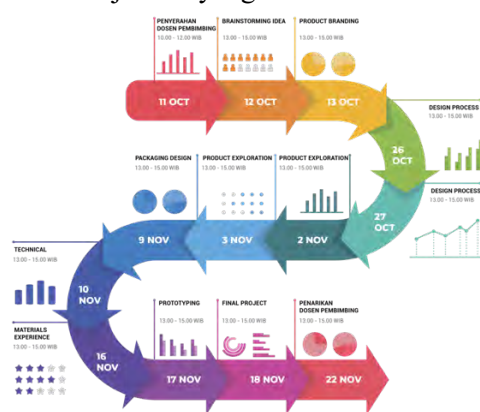 PENYERAHAN
DOSEN PEMBIMBING
10.00 - 12.00 WIB
BRAINSTORMING IDEA
13.00 - 15.00 WIB
PRODUCT BRANDING
13.00 - 15.00 WIB
11 OCT
12 OCT
13 OCT
DESIGN PROCESS
13.00 - 15.00 WIB
26
OCT
DESIGN PROCESS
13.00 - 15.00 WIB
27
OCT
PACKAGING DESIGN
13.00 - 15.00 WIB
PRODUCT EXPLORATION
13.00 - 15.00 WIB
PRODUCT EXPLORATION
13.00 - 15.00 WIB
9 NOV
3 NOV
2 NOV
TECHNICAL
13.00 - 15.00 WIB
10
NOV
MATERIALS
EXPERIENCE
13.00 - 15.00 WIB
16
NOV
PROTOTYPING
13.00 - 15.00 WIB
FINAL PROJECT
13.00 - 15.00 WIB
PENARIKAN
DOSEN PEMBIMBING
13.00 - 15.00 WIB
17 NOV
18 NOV
22 NOV